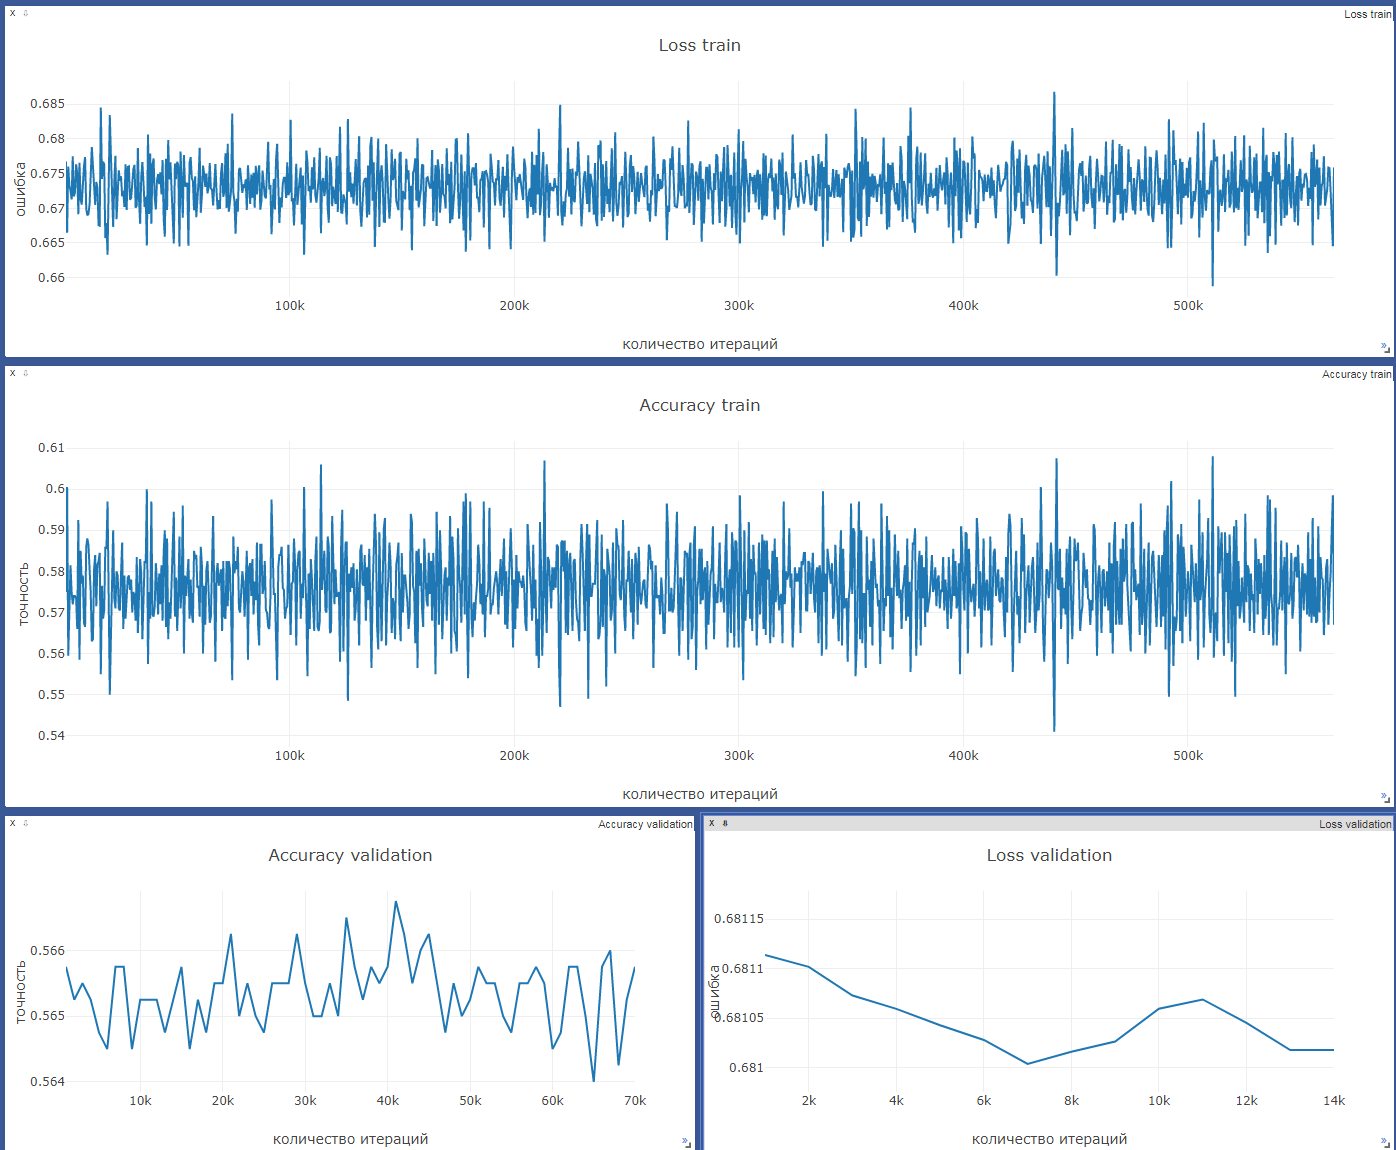 X ⇩ Loss train
Loss train
ошибка
0.685
0.68
0.675
0.67
0.665
0.66
100k 200k 300k 400k 500k
количество итераций
»
X ⇩ Accuracy train
Accuracy train
точность
0.61
0.6
0.59
0.58
0.57
0.56
0.55
0.54
100k 200k 300k 400k 500k
количество итераций
»
X ⇩ Accuracy validation
Accuracy validation
точность
0.566
0.565
0.564
10k 20k 30k 40k 50k 60k 70k
количество итераций
»
X ⇩ Loss validation
Loss validation
ошибка
0.68115
0.6811
0.68105
0.681
2k 4k 6k 8k 10k 12k 14k
количество итераций
»